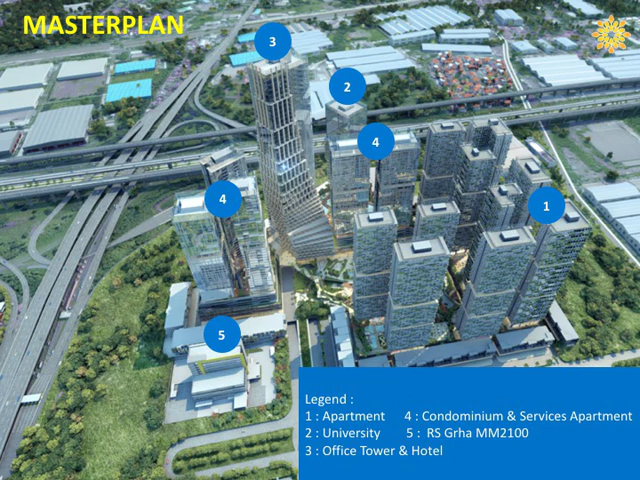 MASTERPLAN
3
2
4
4
1
5
Legend :
1 : Apartment 4 : Condominium & Services Apartment
2 : University 5 : RS Grha MM2100
3 : Office Tower & Hotel